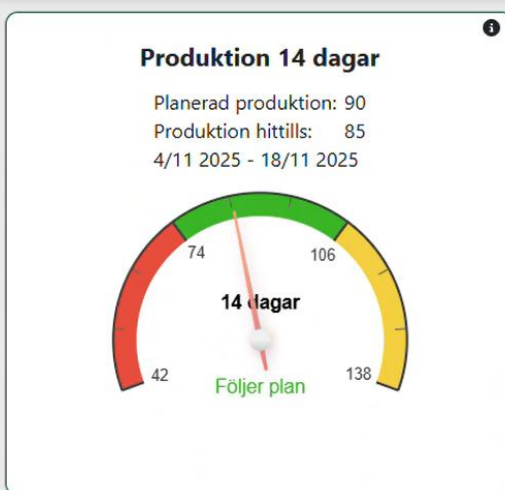 Produktion 14 dagar
Planerad produktion: 90
Produktion hittills: 85
4/11 2025 - 18/11 2025
74
106
14 dagar
42
138
Följer plan